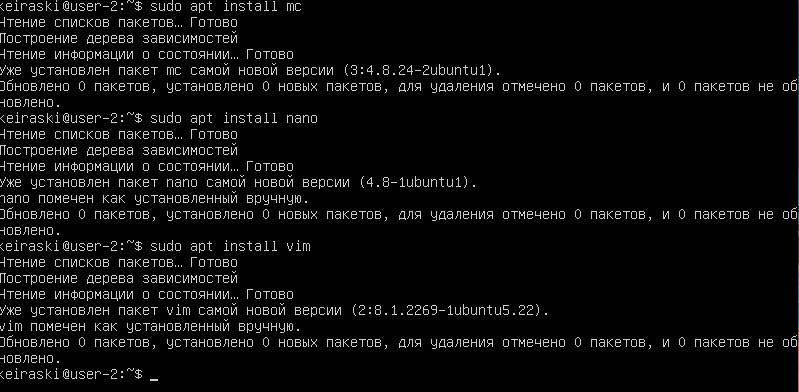 keiraski@user-2:~$ sudo apt install mc
Чтение списков пакетов… Готово
Построение дерева зависимостей
Чтение информации о состоянии… Готово
Уже установлен пакет mc самой новой версии (3:4.8.24-2ubuntu1).
Обновлено 0 пакетов, установлено 0 новых пакетов, для удаления отмечено 0 пакетов, и 0 пакетов не об
новлено.
keiraski@user-2:~$ sudo apt install nano
Чтение списков пакетов… Готово
Построение дерева зависимостей
Чтение информации о состоянии… Готово
Уже установлен пакет nano самой новой версии (4.8-1ubuntu1).
nano помечен как установленный вручную.
Обновлено 0 пакетов, установлено 0 новых пакетов, для удаления отмечено 0 пакетов, и 0 пакетов не об
новлено.
keiraski@user-2:~$ sudo apt install vim
Чтение списков пакетов… Готово
Построение дерева зависимостей
Чтение информации о состоянии… Готово
Уже установлен пакет vim самой новой версии (2:8.1.2269-1ubuntu5.22).
vim помечен как установленный вручную.
Обновлено 0 пакетов, установлено 0 новых пакетов, для удаления отмечено 0 пакетов, и 0 пакетов не об
новлено.
keiraski@user-2:~$ _